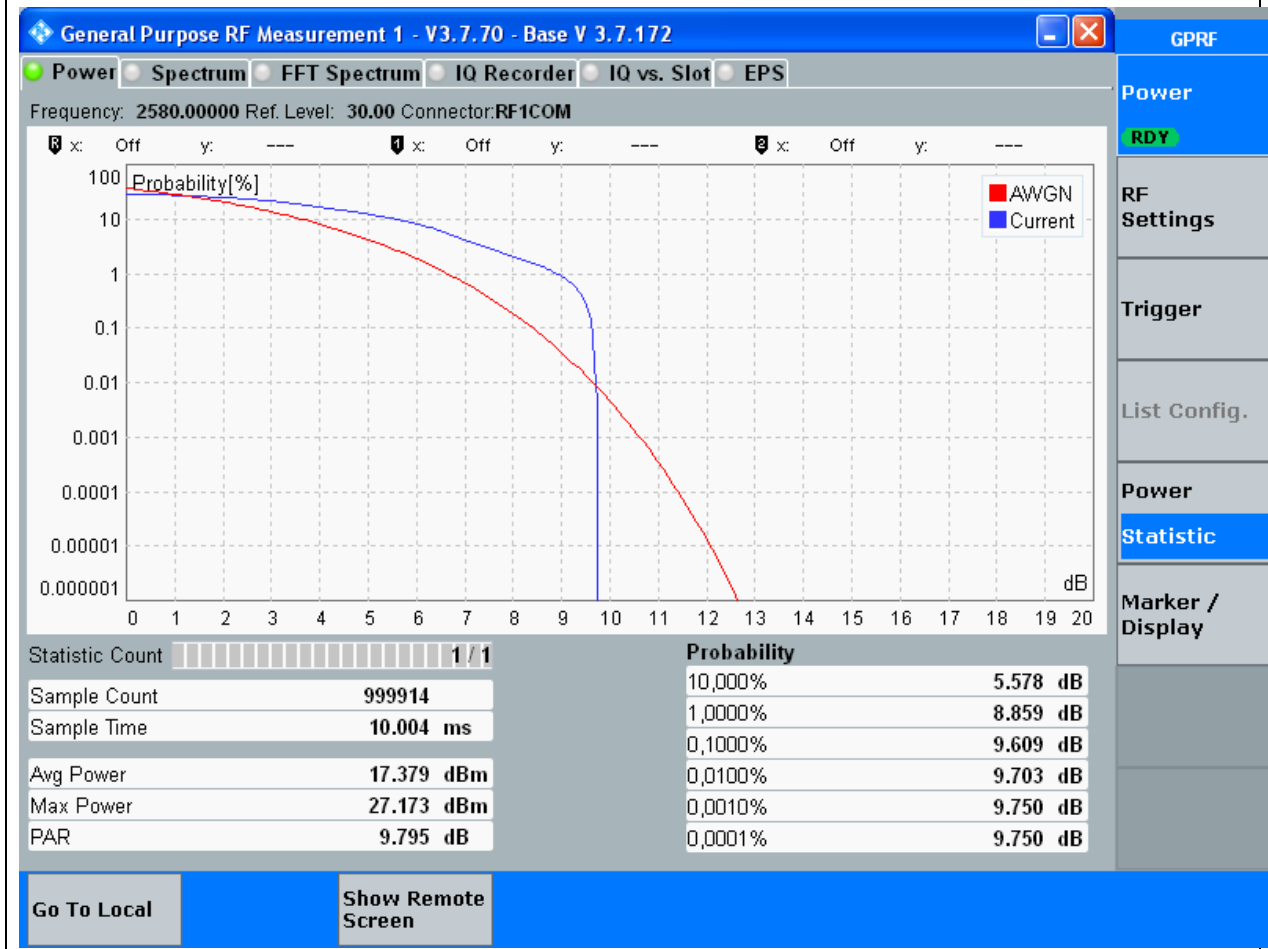 General Purpose RF Measurement 1 - V3.7.70 - Base V 3.7.172
GPRF
Power Spectrum FFT Spectrum IQ Recorder IQ vs. Slot EPS
Power
RDY
Frequency: 2580.00000 Ref. Level: 30.00 Connector:RF1COM
R x: Off y: --- 1 x: Off y: --- 2 x: Off y: ---
Probability[%]
AWGN
Current
100
10
1
0.1
0.01
0.001
0.0001
0.00001
0.000001
dB
0 1 2 3 4 5 6 7 8 9 10 11 12 13 14 15 16 17 18 19 20
RF
Settings
Trigger
List Config.
Power
Statistic
Marker /
Display
Statistic Count 1 / 1
Sample Count 999914
Sample Time 10.004 ms
Avg Power 17.379 dBm
Max Power 27.173 dBm
PAR 9.795 dB
Probability
10,000% 5.578 dB
1,0000% 8.859 dB
0,1000% 9.609 dB
0,0100% 9.703 dB
0,0010% 9.750 dB
0,0001% 9.750 dB
Go To Local
Show Remote
Screen